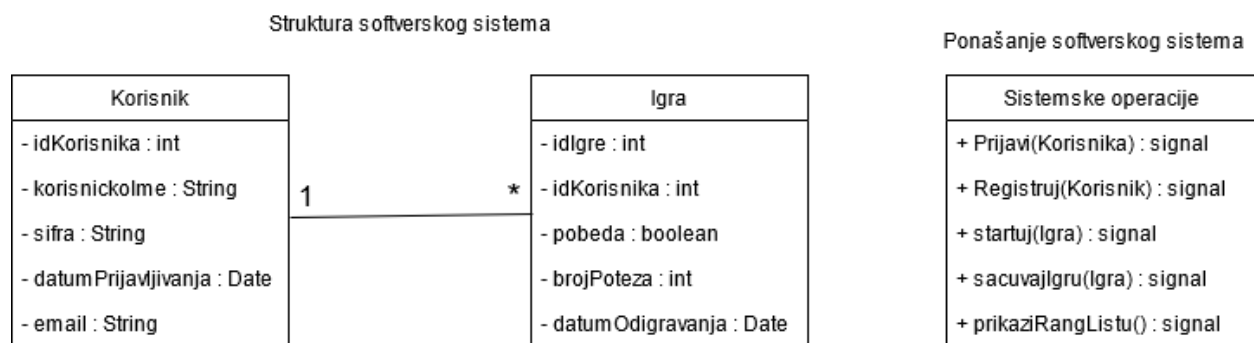 Struktura softverskog sistema
Ponašanje softverskog sistema
Korisnik
- idKorisnika : int
- korisnickoIme : String
- sifra : String
- datumPrijavljivanja : Date
- email : String
1
*
Igra
- idIgre : int
- idKorisnika : int
- pobeda : boolean
- brojPoteza : int
- datumOdigravanja : Date
Sistemske operacije
+ Prijavi(Korisnika) : signal
+ Registruj(Korisnik) : signal
+ startuj(Igra) : signal
+ sacuvajIgru(Igra) : signal
+ prikaziRangListu() : signal